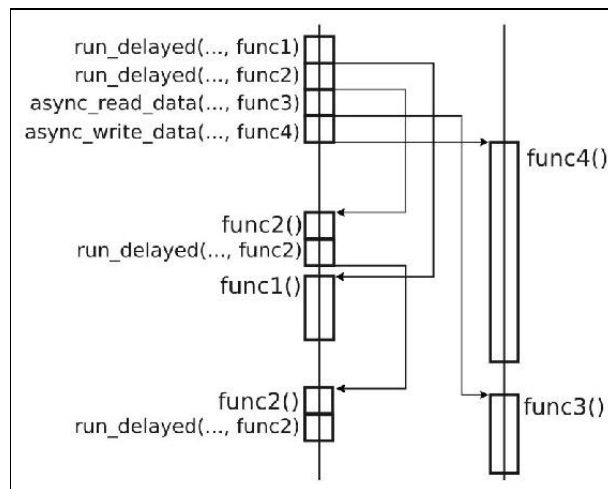 run_delayed(..., func1)
run_delayed(..., func2)
async_read_data(..., func3)
async_write_data(..., func4)
func4()
func2()
run_delayed(..., func2)
func1()
func2()
run_delayed(..., func2)
func3()